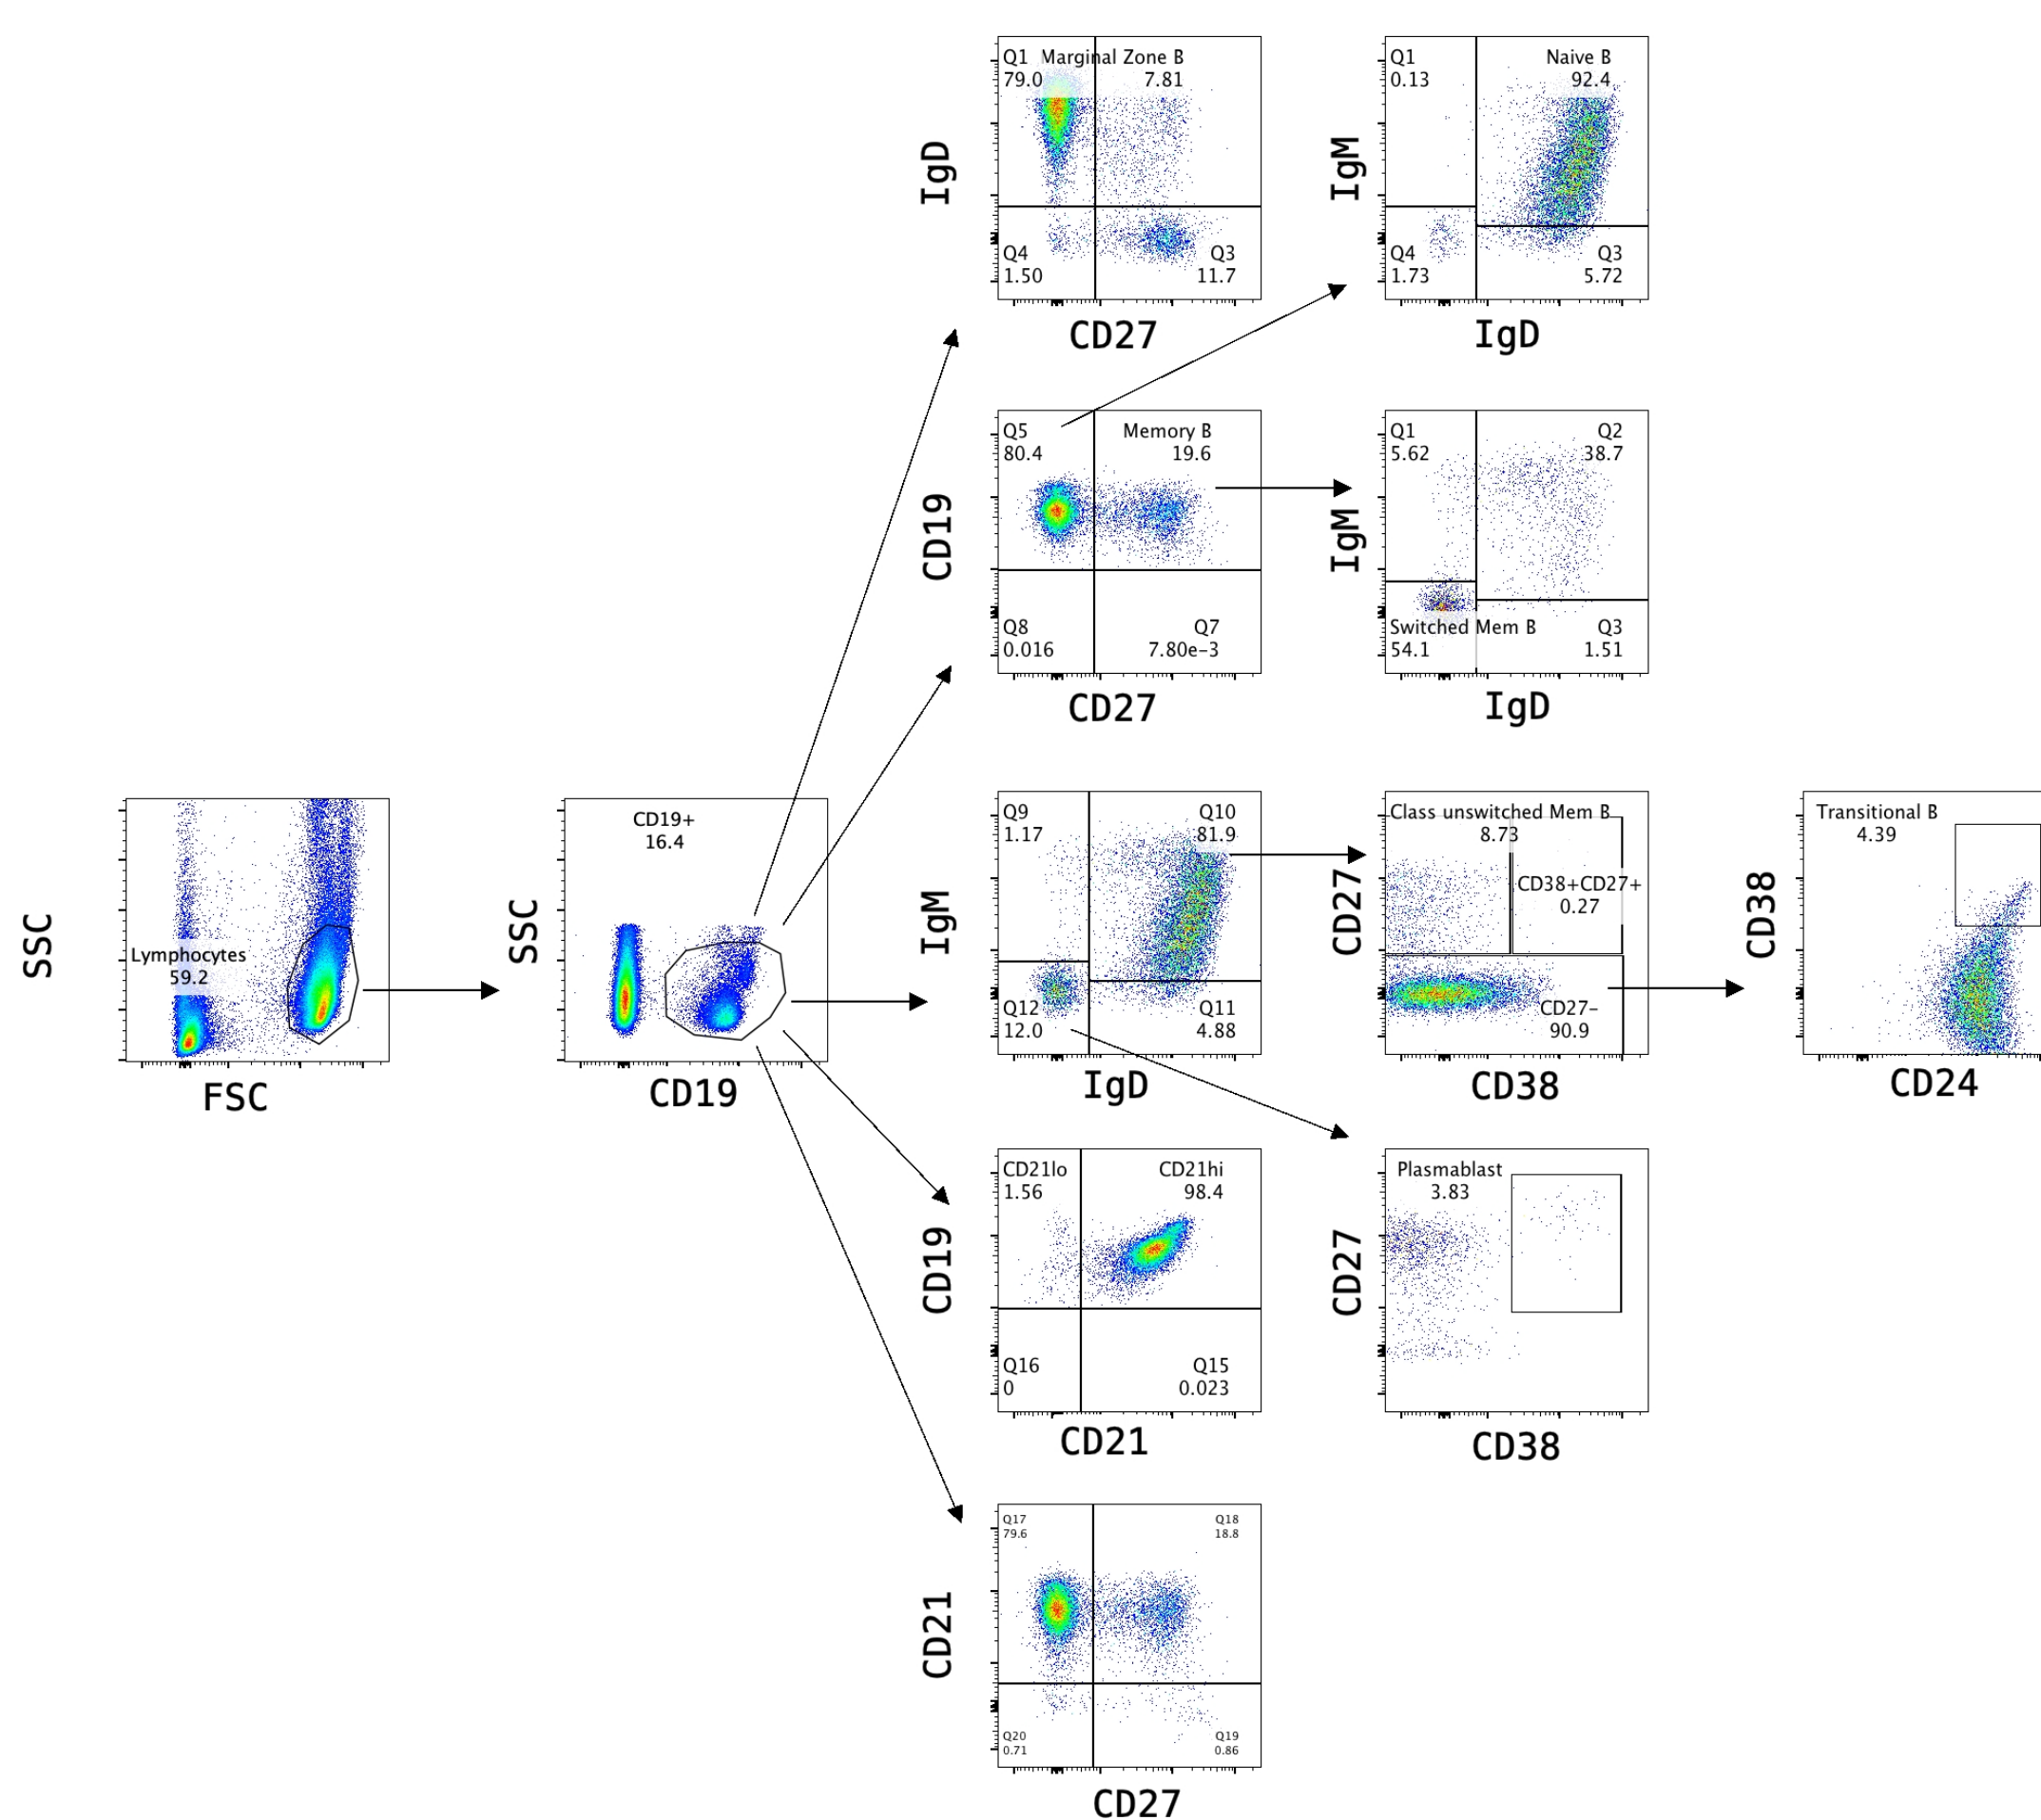 Q1 Marginal Zone B
79.0 7.81
Q4 Q3
1.50 11.7
IgD
CD27
Q1 Naive B
0.13 92.4
Q4 Q3
1.73 5.72
IgM
IgD
Q5 Memory B
80.4 19.6
Q8 Q7
0.016 7.80e-3
CD19
CD27
Q1 Q2
5.62 38.7
Switched Mem B Q3
54.1 1.51
IgM
IgD
Lymphocytes
59.2
SSC
FSC
CD19+
16.4
SSC
CD19
Q9 Q10
1.17 81.9
Q12 Q11
12.0 4.88
IgM
IgD
Class unswitched Mem B
8.73
CD38+CD27+
0.27
CD27-
90.9
CD27
CD38
Transitional B
4.39
CD38
CD24
CD21lo CD21hi
1.56 98.4
Q16 Q15
0 0.023
CD19
CD21
Plasmablast
3.83
CD27
CD38
Q17 Q18
79.6 18.8
Q20 Q19
0.71 0.86
CD21
CD27